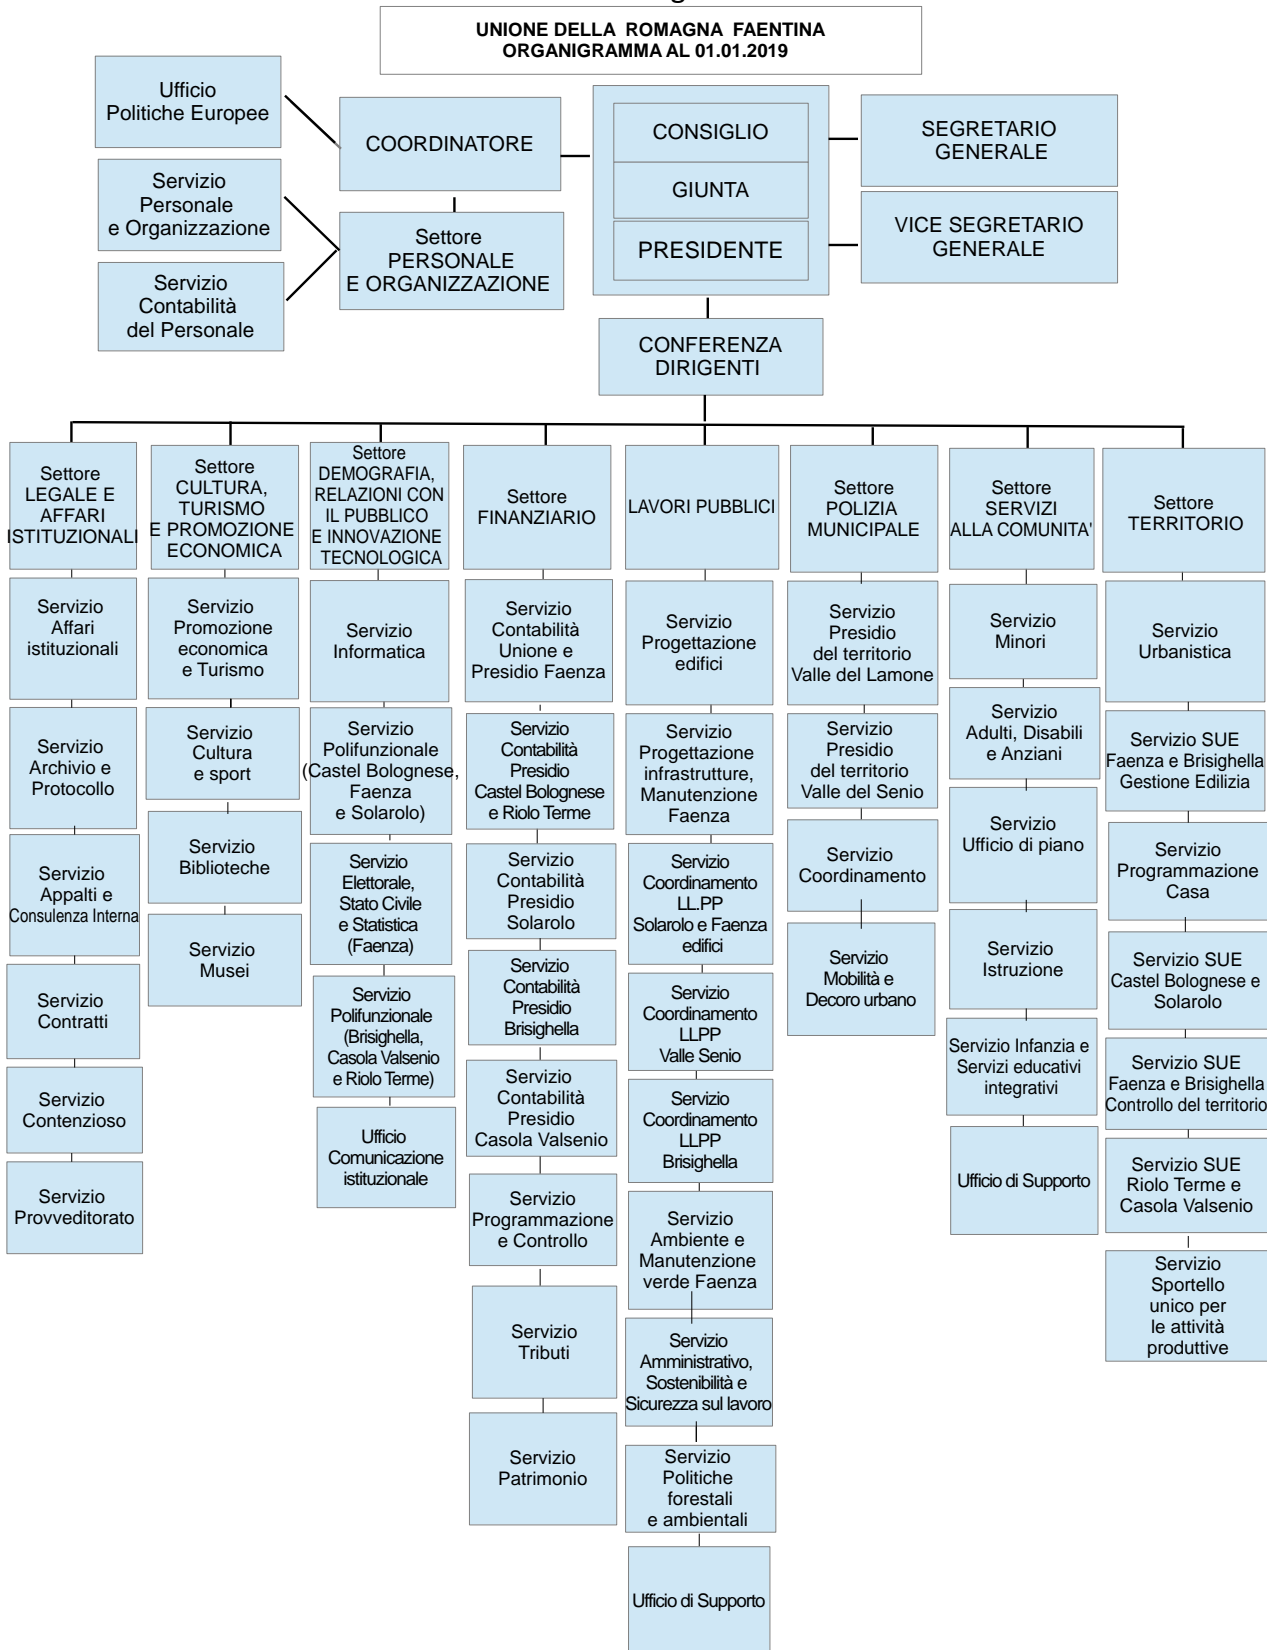 UNIONE DELLA ROMAGNA FAENTINA
ORGANIGRAMMA AL 01.01.2019
Ufficio
Politiche Europee
COORDINATORE
CONSIGLIO
GIUNTA
PRESIDENTE
SEGRETARIO
GENERALE
Servizio
Personale
e Organizzazione
Settore
PERSONALE
E ORGANIZZAZIONE
VICE SEGRETARIO
GENERALE
Servizio
Contabilità
del Personale
CONFERENZA
DIRIGENTI
Settore
LEGALE E
AFFARI
ISTITUZIONALI
Servizio
Affari
istituzionali
Servizio
Archivio e
Protocollo
Servizio
Appalti e
Consulenza Interna
Servizio
Contratti
Servizio
Contenzioso
Servizio
Provveditorato
Settore
CULTURA,
TURISMO
E PROMOZIONE
ECONOMICA
Servizio
Promozione
economica
e Turismo
Servizio
Cultura
e sport
Servizio
Biblioteche
Servizio
Musei
Settore
DEMOGRAFIA,
RELAZIONI CON
IL PUBBLICO
E INNOVAZIONE
TECNOLOGICA
Servizio
Informatica
Servizio
Polifunzionale
(Castel Bolognese,
Faenza
e Solarolo)
Servizio
Elettorale,
Stato Civile
e Statistica
(Faenza)
Servizio
Polifunzionale
(Brisighella,
Casola Valsenio
e Riolo Terme)
Ufficio
Comunicazione
istituzionale
Settore
FINANZIARIO
Servizio
Contabilità
Unione e
Presidio Faenza
Servizio
Contabilità
Presidio
Castel Bolognese
e Riolo Terme
Servizio
Contabilità
Presidio
Solarolo
Servizio
Contabilità
Presidio
Brisighella
Servizio
Contabilità
Presidio
Casola Valsenio
Servizio
Programmazione
e Controllo
Servizio
Tributi
Servizio
Patrimonio
LAVORI PUBBLICI
Servizio
Progettazione
edifici
Servizio
Progettazione
infrastrutture,
Manutenzione
Faenza
Servizio
Coordinamento
LL.PP
Solarolo e Faenza
edifici
Servizio
Coordinamento
LLPP
Valle Senio
Servizio
Coordinamento
LLPP
Brisighella
Servizio
Ambiente e
Manutenzione
verde Faenza
Servizio
Amministrativo,
Sostenibilità e
Sicurezza sul lavoro
Servizio
Politiche
forestali
e ambientali
Ufficio di Supporto
Settore
POLIZIA
MUNICIPALE
Servizio
Presidio
del territorio
Valle del Lamone
Servizio
Presidio
del territorio
Valle del Senio
Servizio
Coordinamento
Servizio
Mobilità e
Decoro urbano
Settore
SERVIZI
ALLA COMUNITA'
Servizio
Minori
Servizio
Adulti, Disabili
e Anziani
Servizio
Ufficio di piano
Servizio
Istruzione
Servizio Infanzia e
Servizi educativi
integrativi
Ufficio di Supporto
Settore
TERRITORIO
Servizio
Urbanistica
Servizio SUE
Faenza e Brisighella
Gestione Edilizia
Servizio
Programmazione
Casa
Servizio SUE
Castel Bolognese e
Solarolo
Servizio SUE
Faenza e Brisighella
Controllo del territorio
Servizio SUE
Riolo Terme e
Casola Valsenio
Servizio
Sportello
unico per
le attività
produttive